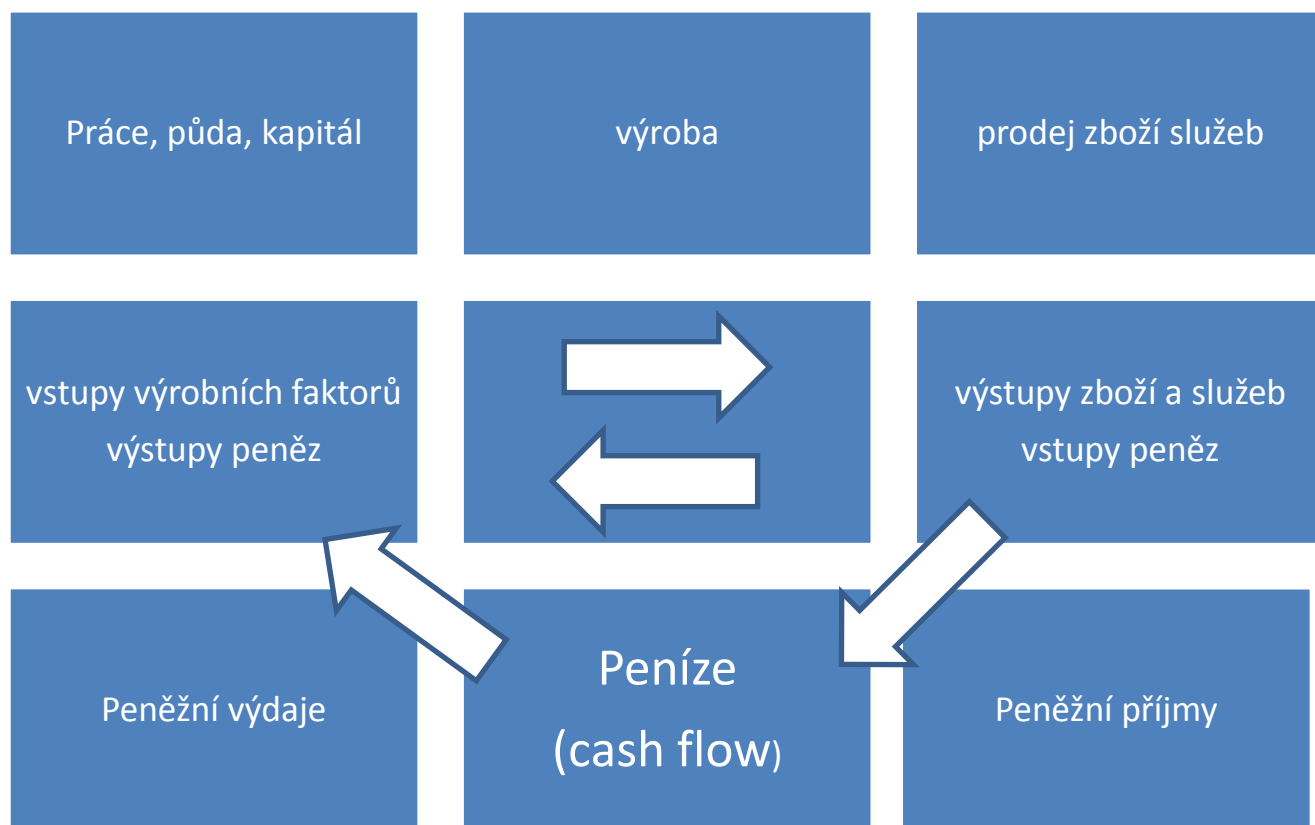 Práce, půda, kapitál
výroba
prodej zboží služeb
vstupy výrobních faktorů
výstupy peněz
výstupy zboží a služeb
vstupy peněz
Peněžní výdaje
Peníze
(cash flow)
Peněžní příjmy